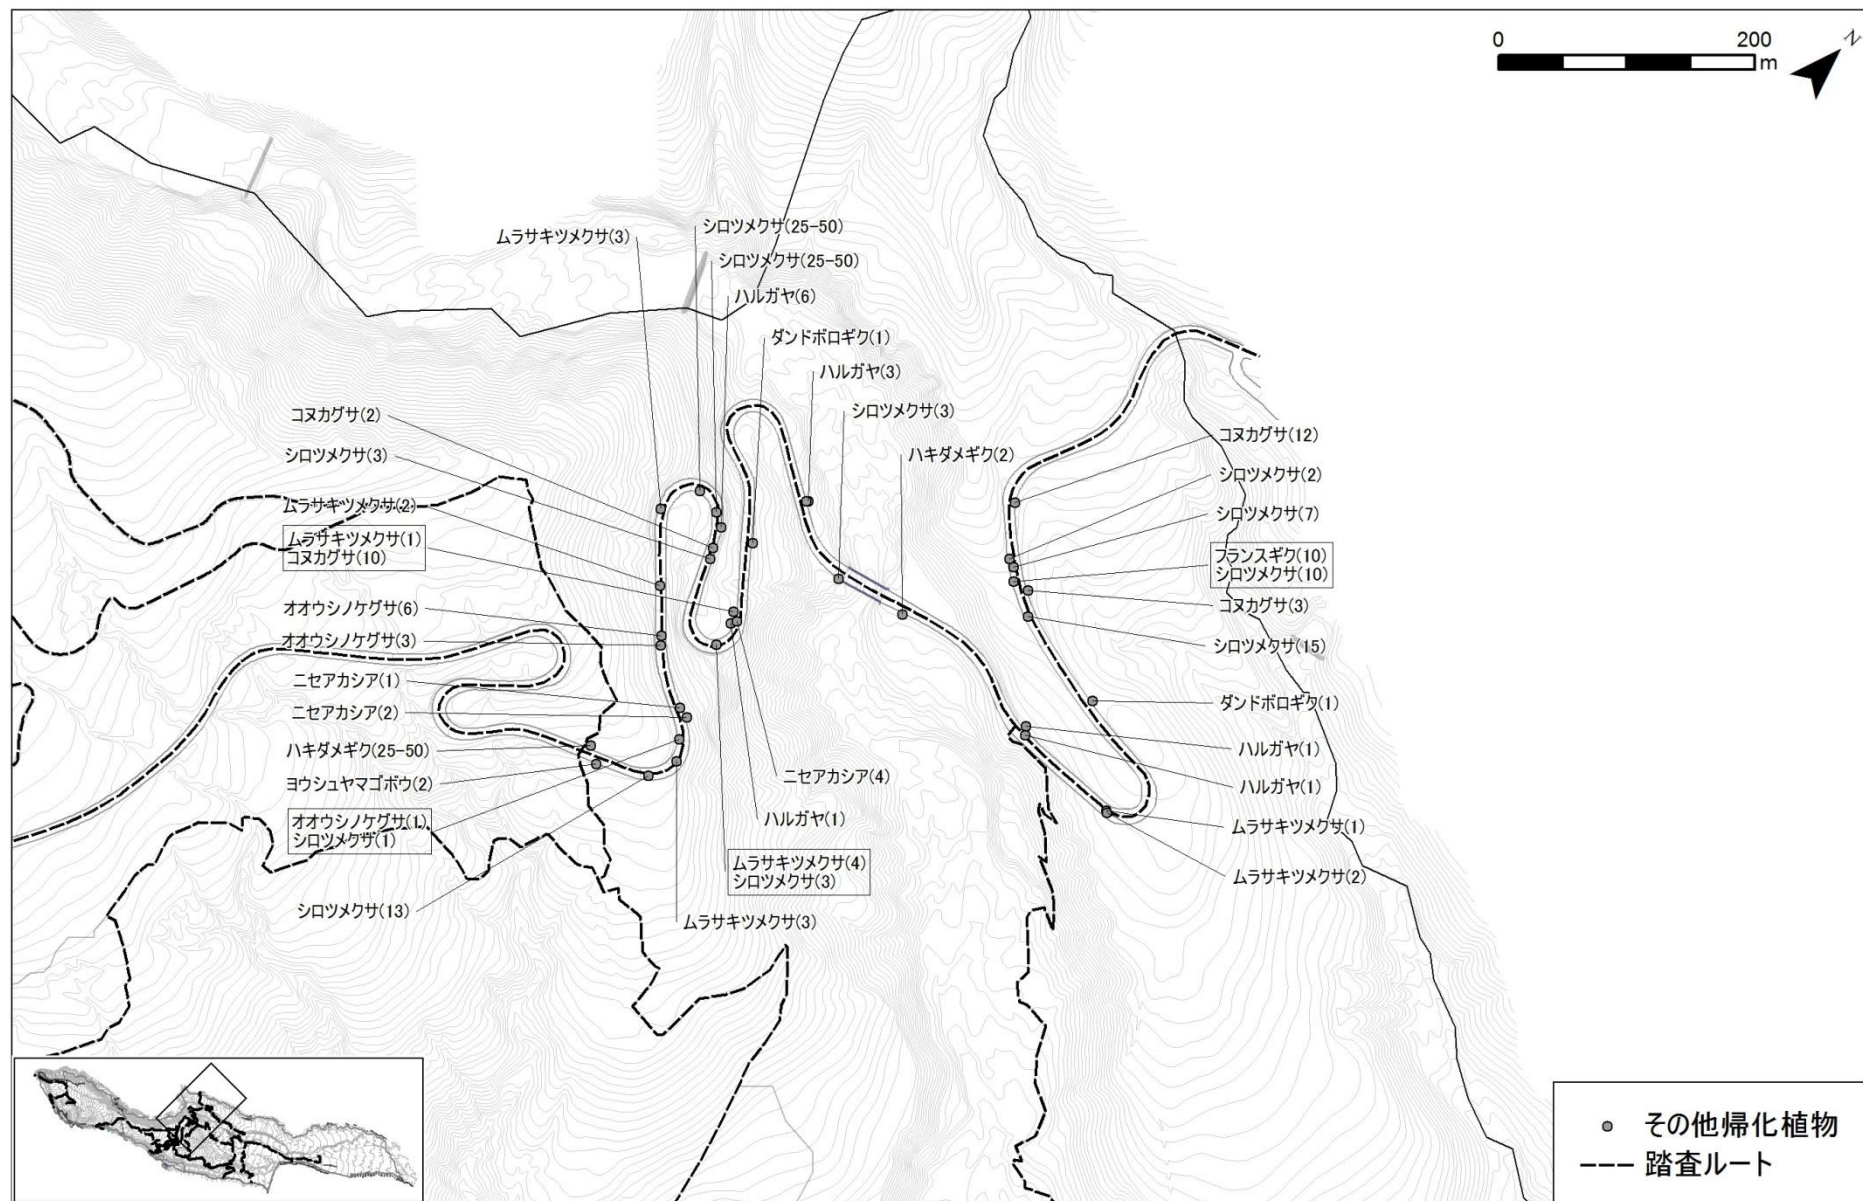 0
200
m
N
シロツメクサ(25-50)
ムラサキツメクサ(3)
シロツメクサ(25-50)
ハルガヤ(6)
ダンドボロギク(1)
ハルガヤ(3)
シロツメクサ(3)
ハキダメギク(2)
コヌカグサ(2)
シロツメクサ(3)
ムラサキツメクサ(2)
ムラサキツメクサ(1)
コヌカグサ(10)
オオウシノケグサ(6)
オオウシノケグサ(3)
ニセアカシア(1)
ニセアカシア(2)
ハキダメギク(25-50)
ヨウシュヤマゴボウ(2)
オオウシノケグサ(1)
シロツメクサ(1)
シロツメクサ(13)
ニセアカシア(4)
ハルガヤ(1)
ムラサキツメクサ(4)
シロツメクサ(3)
ムラサキツメクサ(3)
コヌカグサ(12)
シロツメクサ(2)
シロツメクサ(7)
フランスギク(10)
シロツメクサ(10)
コヌカグサ(3)
シロツメクサ(15)
ダンドボロギク(1)
ハルガヤ(1)
ハルガヤ(1)
ムラサキツメクサ(1)
ムラサキツメクサ(2)
その他帰化植物
踏査ルート